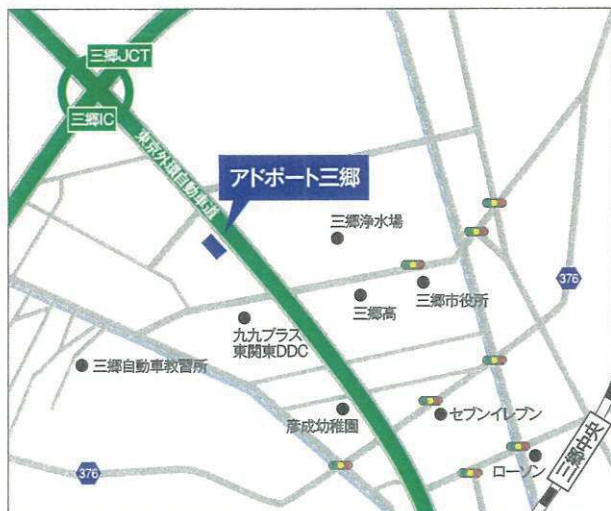 三郷JCT
三郷IC
東京外環自動車道
アドポート三郷
三郷浄水場
376
三郷市役所
三郷高
九九プラス
東関東DDC
三郷自動車教習所
彦成幼稚園
セブンイレブン
ローソン
三郷中央
376